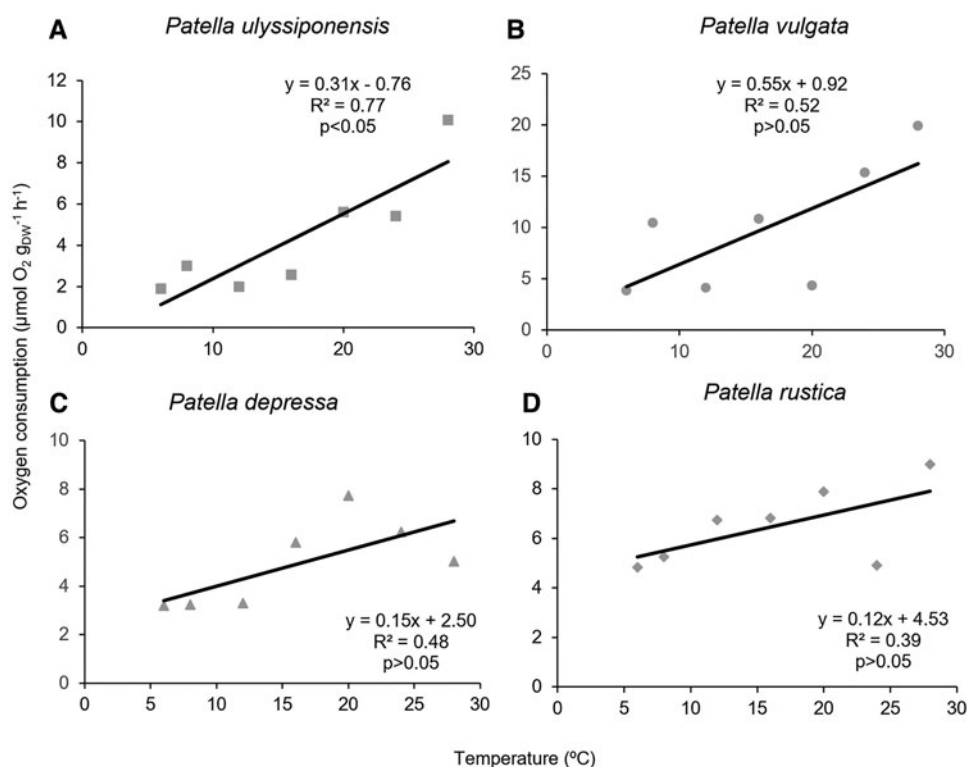 A
Patella ulyssiponensis
y = 0.31x - 0.76
R² = 0.77
p<0.05
12
10
8
6
4
2
0
0
10
20
30
B
Patella vulgata
y = 0.55x + 0.92
R² = 0.52
p>0.05
25
20
15
10
5
0
0
10
20
30
Oxygen consumption (μmol O₂ gDW⁻¹ h⁻¹)
C
Patella depressa
10
8
6
4
2
0
y = 0.15x + 2.50
R² = 0.48
p>0.05
0
5
10
15
20
25
30
D
Patella rustica
10
8
6
4
2
0
y = 0.12x + 4.53
R² = 0.39
p>0.05
0
5
10
15
20
25
30
Temperature (ºC)